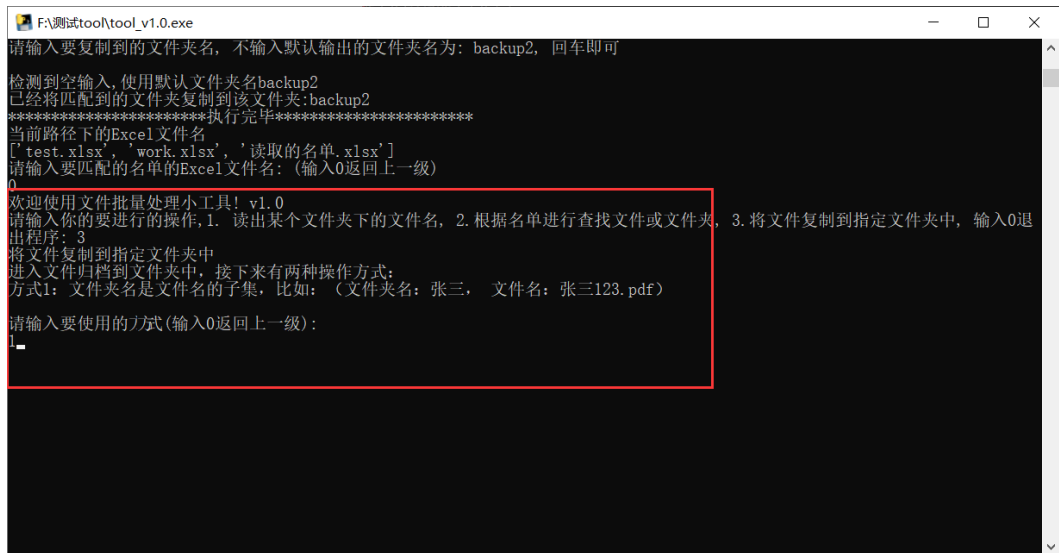 F:\测试tool\tool_v1.0.exe
请输入要复制到的文件夹名, 不输入默认输出的文件夹名为: backup2, 回车即可
检测到空输入,使用默认文件夹名backup2
已经将匹配到的文件夹复制到该文件夹:backup2
**********************执行完毕**********************
当前路径下的Excel文件名
['test.xlsx', 'work.xlsx', '读取的名单.xlsx']
请输入要匹配的名单的Excel文件名: (输入0返回上一级)
0
欢迎使用文件批量处理小工具! v1.0
请输入你的要进行的操作,1. 读出某个文件夹下的文件名, 2.根据名单进行查找文件或文件夹, 3.将文件复制到指定文件夹中, 输入0退
出程序: 3
将文件复制到指定文件夹中
进入文件归档到文件夹中，接下来有两种操作方式:
方式1: 文件夹名是文件名的子集，比如: （文件夹名: 张三， 文件名: 张三123.pdf）
请输入要使用的方式(输入0返回上一级):
1